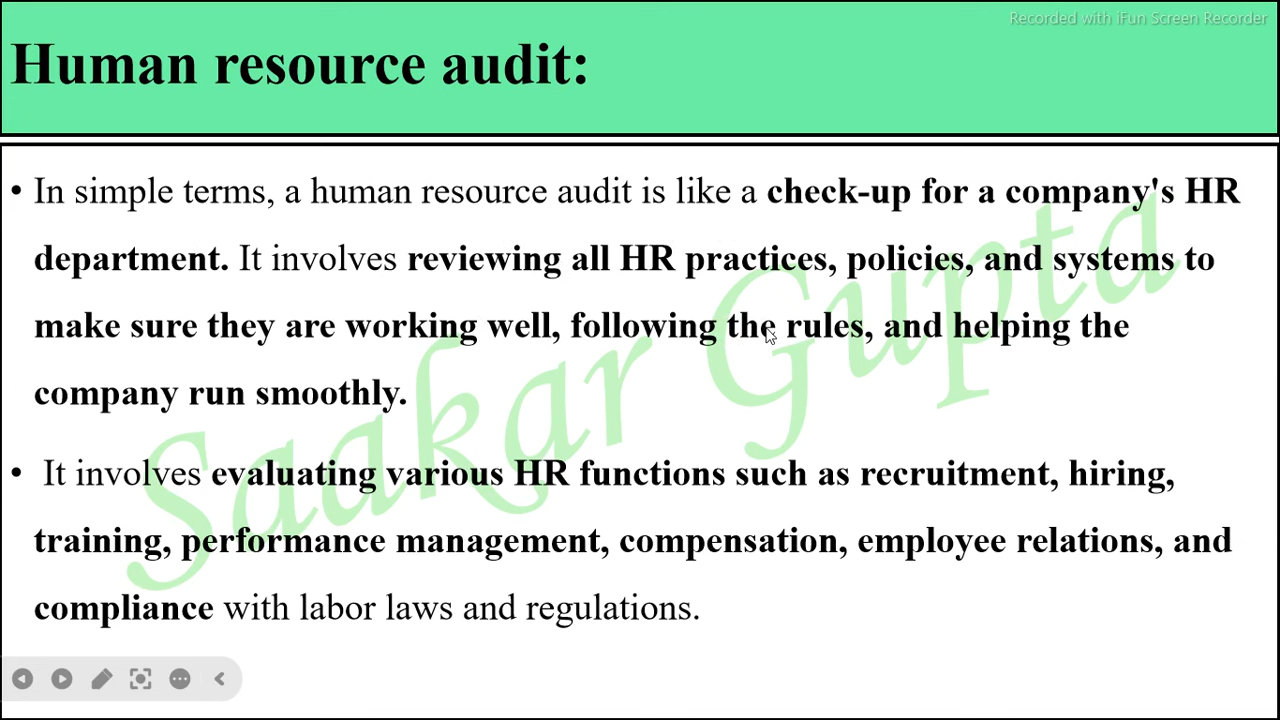 Recorded with iFun Screen Recorder
Human resource audit:
• In simple terms, a human resource audit is like a check-up for a company's HR
department. It involves reviewing all HR practices, policies, and systems to
make sure they are working well, following the rules, and helping the
company run smoothly.
• It involves evaluating various HR functions such as recruitment, hiring,
training, performance management, compensation, employee relations, and
compliance with labor laws and regulations.
Saakar Gupta